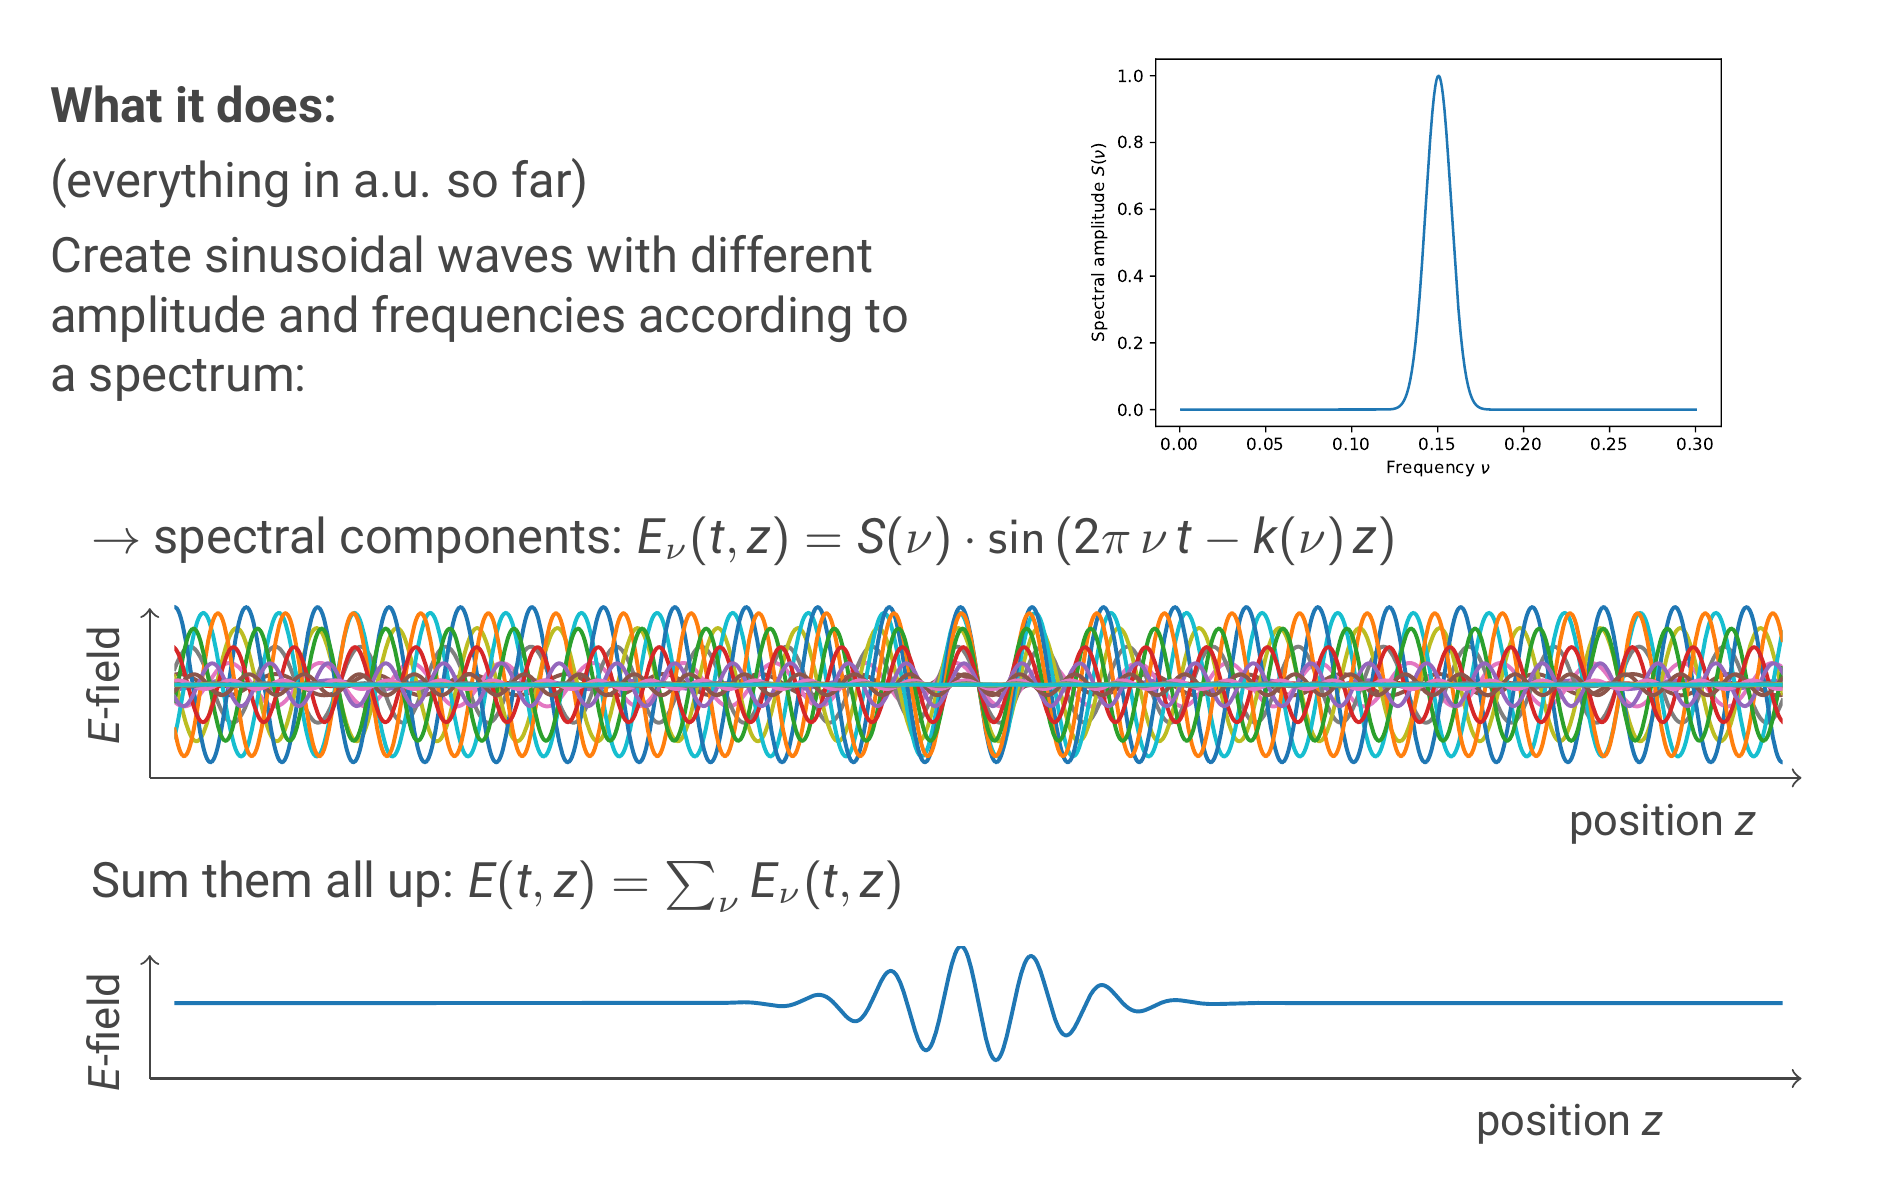 What it does:
(everything in a.u. so far)
Create sinusoidal waves with different
amplitude and frequencies according to
a spectrum:
1.0
0.8
0.6
0.4
0.2
0.0
Spectral amplitude S(ν)
0.00 0.05 0.10 0.15 0.20 0.25 0.30
Frequency ν
→ spectral components: E_ν(t, z) = S(ν) · sin (2π ν t − k(ν) z)
E-field
position z
Sum them all up: E(t, z) = ∑_ν E_ν(t, z)
E-field
position z